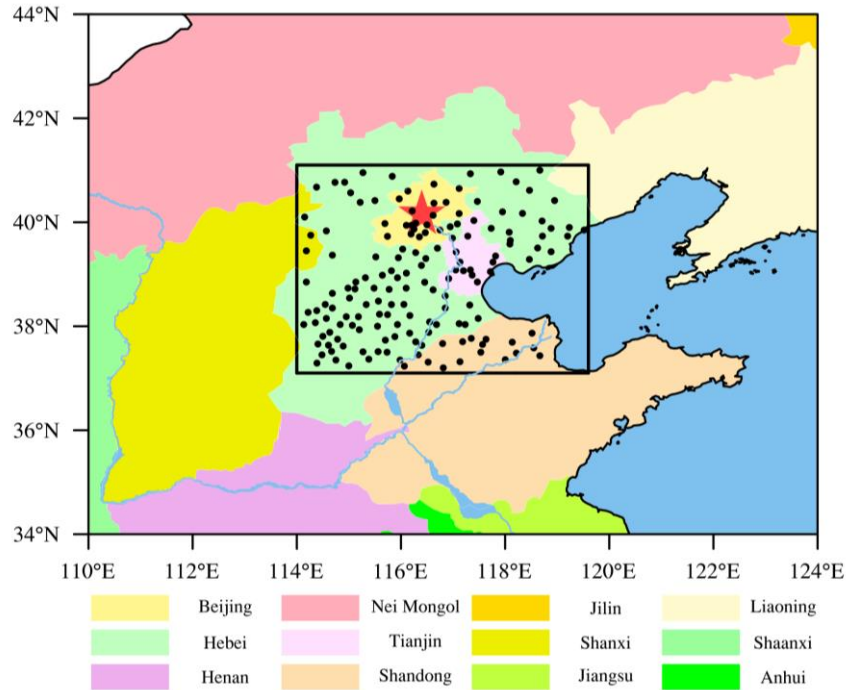 44°N
42°N
40°N
38°N
36°N
34°N
110°E 112°E 114°E 116°E 118°E 120°E 122°E 124°E
Beijing Nei Mongol Jilin Liaoning
Hebei Tianjin Shanxi Shaanxi
Henan Shandong Jiangsu Anhui